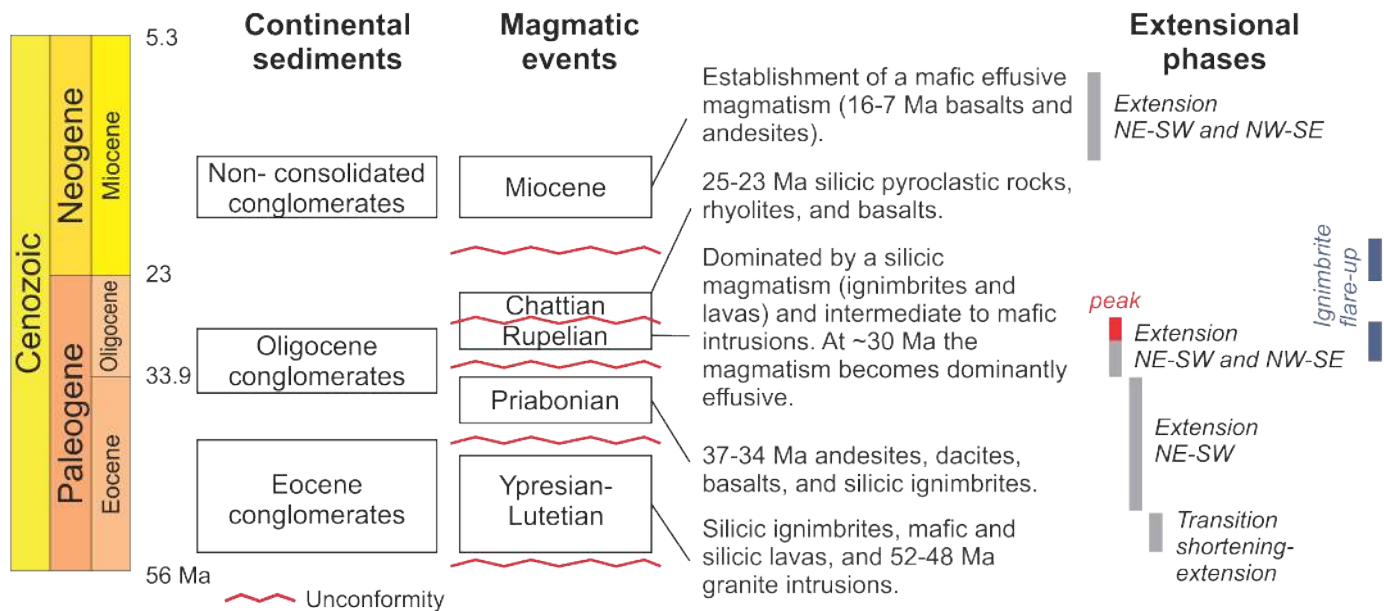 Continental
sediments
Magmatic
events
Extensional
phases
5.3
23
33.9
56 Ma
Cenozoic
Neogene
Paleogene
Miocene
Oligocene
Eocene
Non- consolidated
conglomerates
Oligocene
conglomerates
Eocene
conglomerates
Miocene
Chattian
Rupelian
Priabonian
Ypresian-
Lutetian
Establishment of a mafic effusive
magmatism (16-7 Ma basalts and
andesites).
25-23 Ma silicic pyroclastic rocks,
rhyolites, and basalts.
Dominated by a silicic
magmatism (ignimbrites and
lavas) and intermediate to mafic
intrusions. At ~30 Ma the
magmatism becomes dominantly
effusive.
37-34 Ma andesites, dacites,
basalts, and silicic ignimbrites.
Silicic ignimbrites, mafic and
silicic lavas, and 52-48 Ma
granite intrusions.
Extension
NE-SW and NW-SE
peak
Extension
NE-SW and NW-SE
Extension
NE-SW
Transition
shortening-
extension
Ignimbrite
flare-up
Unconformity